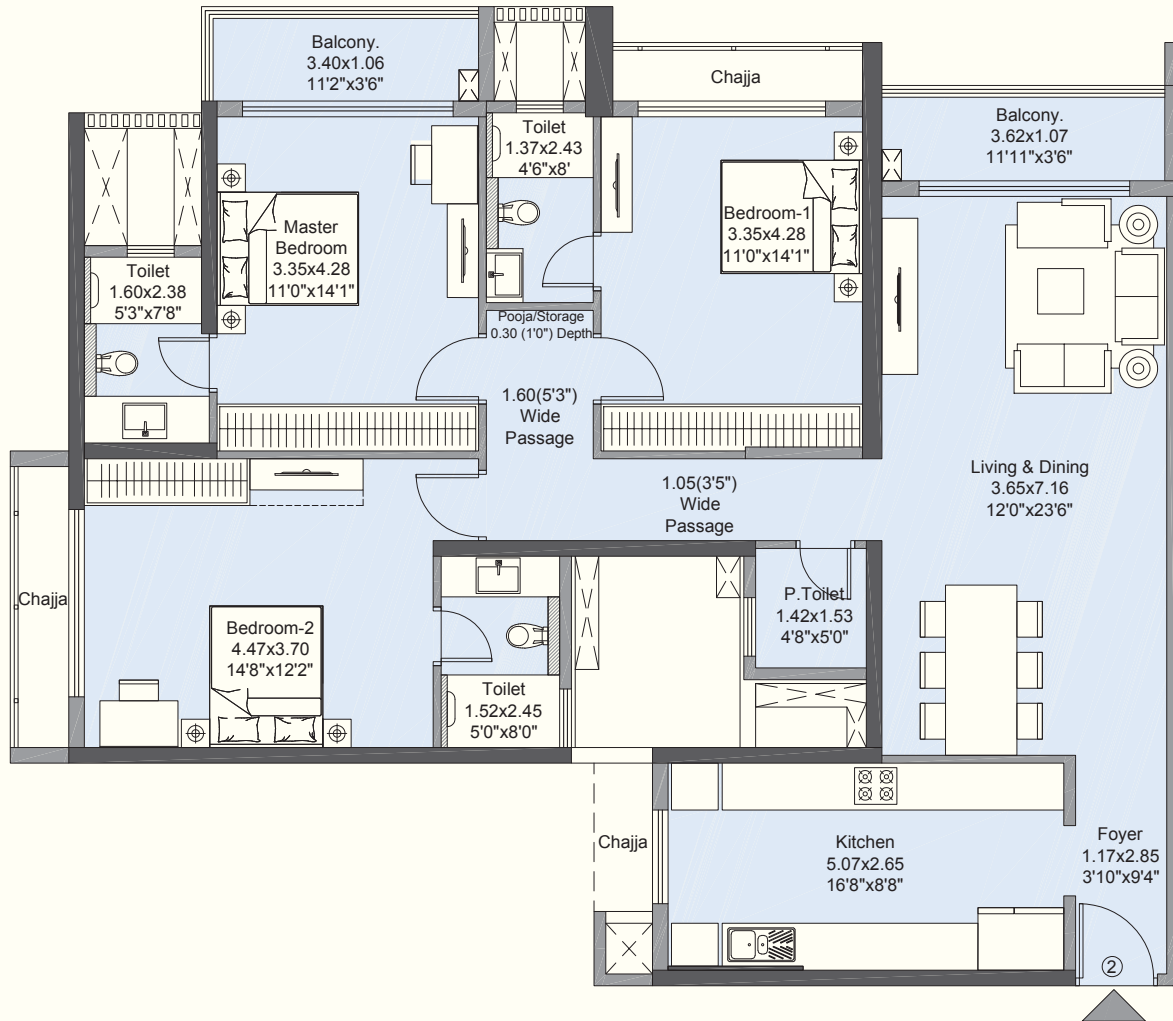 Balcony.
3.40x1.06
11'2"x3'6"
Chajja
Balcony.
3.62x1.07
11'11"x3'6"
Toilet
1.37x2.43
4'6"x8'
Master
Bedroom
3.35x4.28
11'0"x14'1"
Bedroom-1
3.35x4.28
11'0"x14'1"
Toilet
1.60x2.38
5'3"x7'8"
Pooja/Storage
0.30 (1'0") Depth
1.60(5'3")
Wide
Passage
1.05(3'5")
Wide
Passage
Living & Dining
3.65x7.16
12'0"x23'6"
Chajja
Bedroom-2
4.47x3.70
14'8"x12'2"
P.Toilet
1.42x1.53
4'8"x5'0"
Toilet
1.52x2.45
5'0"x8'0"
Chajja
Kitchen
5.07x2.65
16'8"x8'8"
Foyer
1.17x2.85
3'10"x9'4"
2